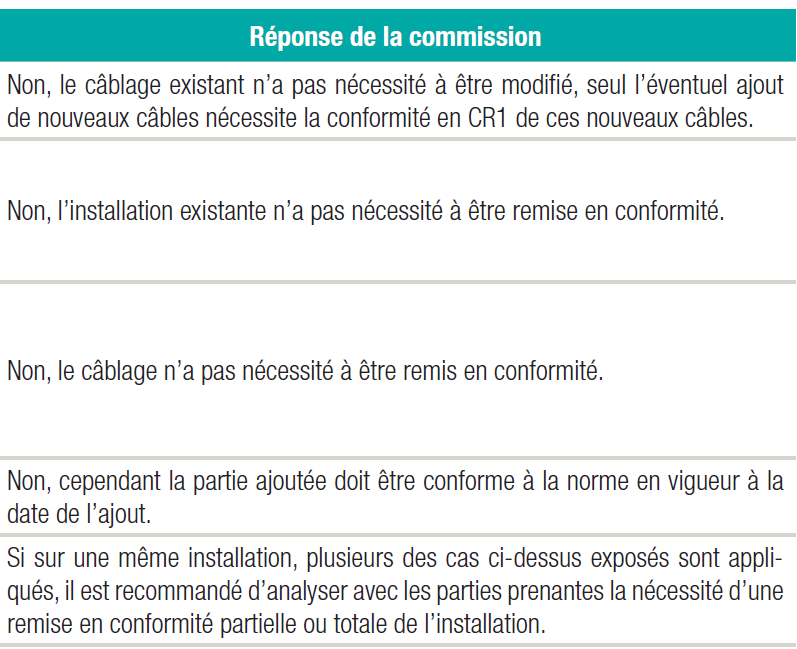 Réponse de la commission
Non, le câblage existant n’a pas nécessité à être modifié, seul l’éventuel ajout
de nouveaux câbles nécessite la conformité en CR1 de ces nouveaux câbles.
Non, l’installation existante n’a pas nécessité à être remise en conformité.
Non, le câblage n’a pas nécessité à être remis en conformité.
Non, cependant la partie ajoutée doit être conforme à la norme en vigueur à la
date de l’ajout.
Si sur une même installation, plusieurs des cas ci-dessus exposés sont appli-
qués, il est recommandé d’analyser avec les parties prenantes la nécessité d’une
remise en conformité partielle ou totale de l’installation.